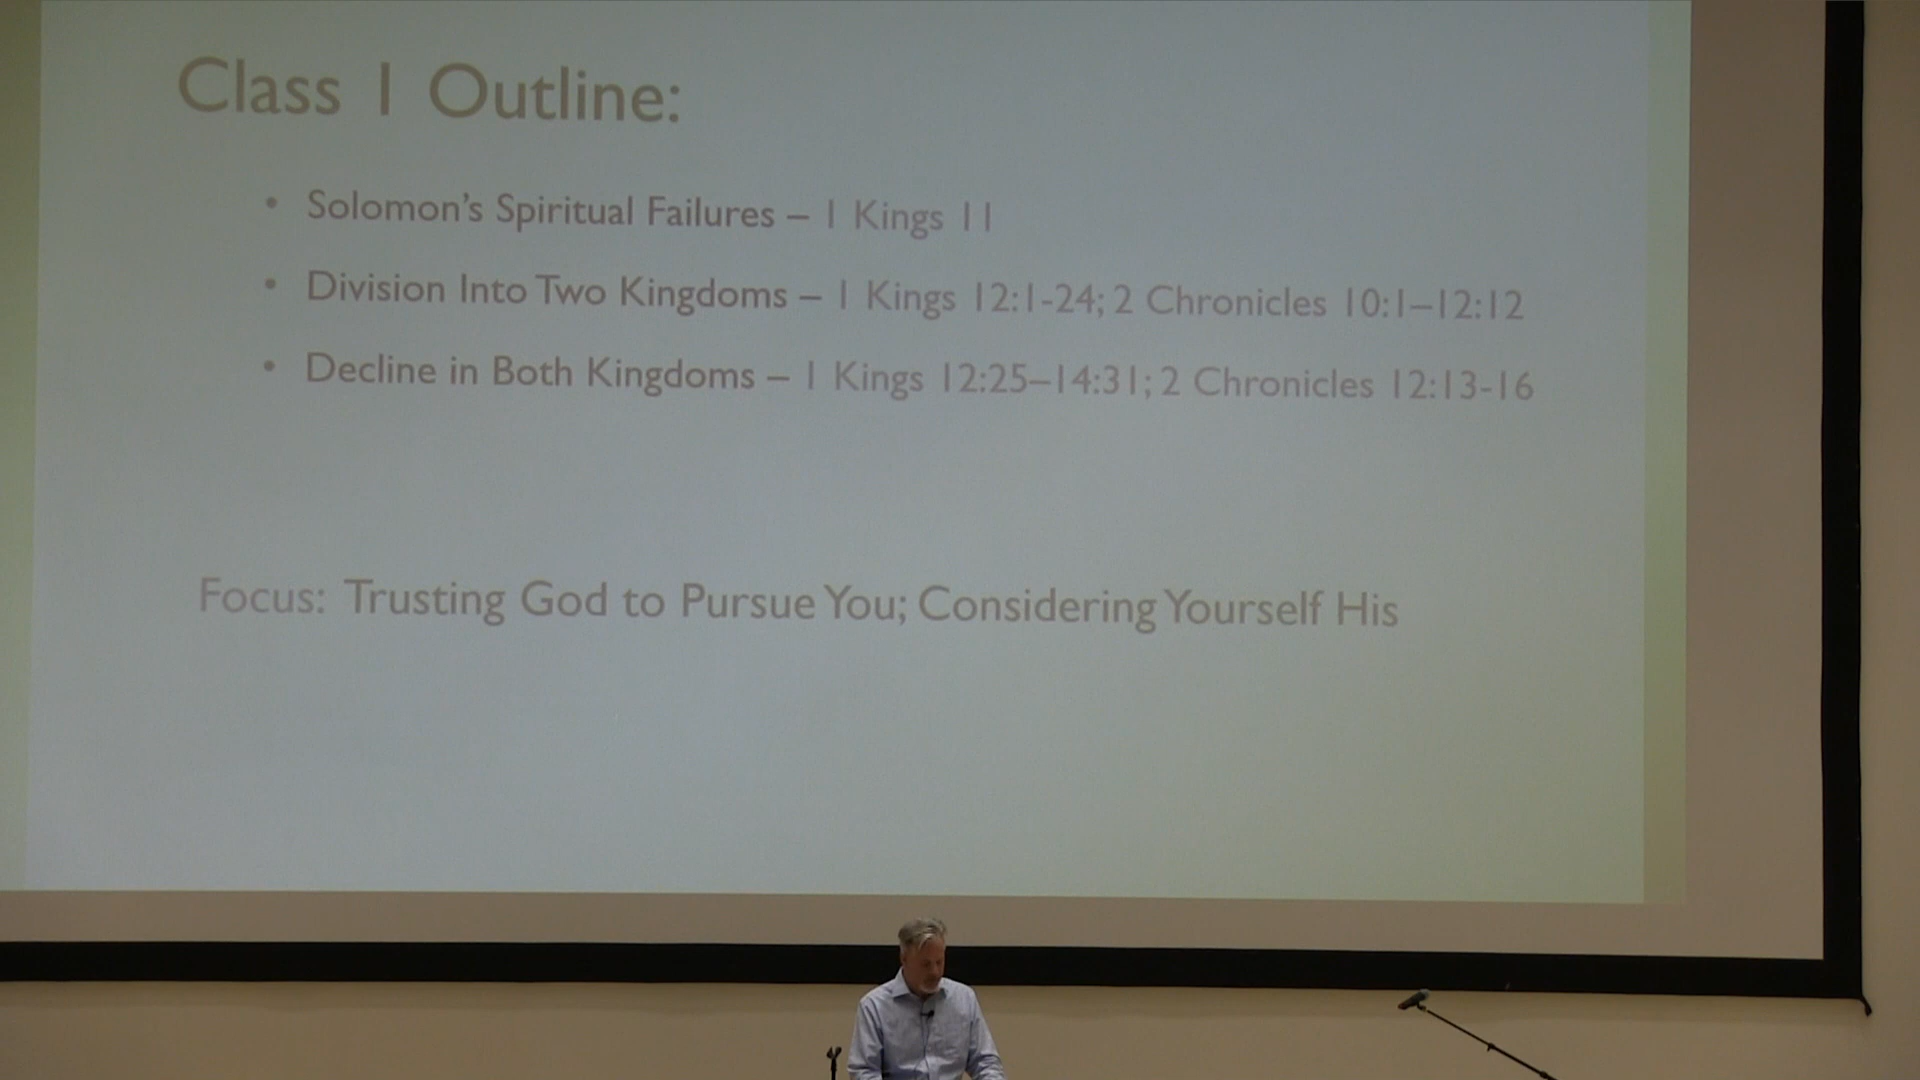 Class 1 Outline:
• Solomon’s Spiritual Failures – 1 Kings 11
• Division Into Two Kingdoms – 1 Kings 12:1-24; 2 Chronicles 10:1–12:12
• Decline in Both Kingdoms – 1 Kings 12:25–14:31; 2 Chronicles 12:13-16
Focus: Trusting God to Pursue You; Considering Yourself His